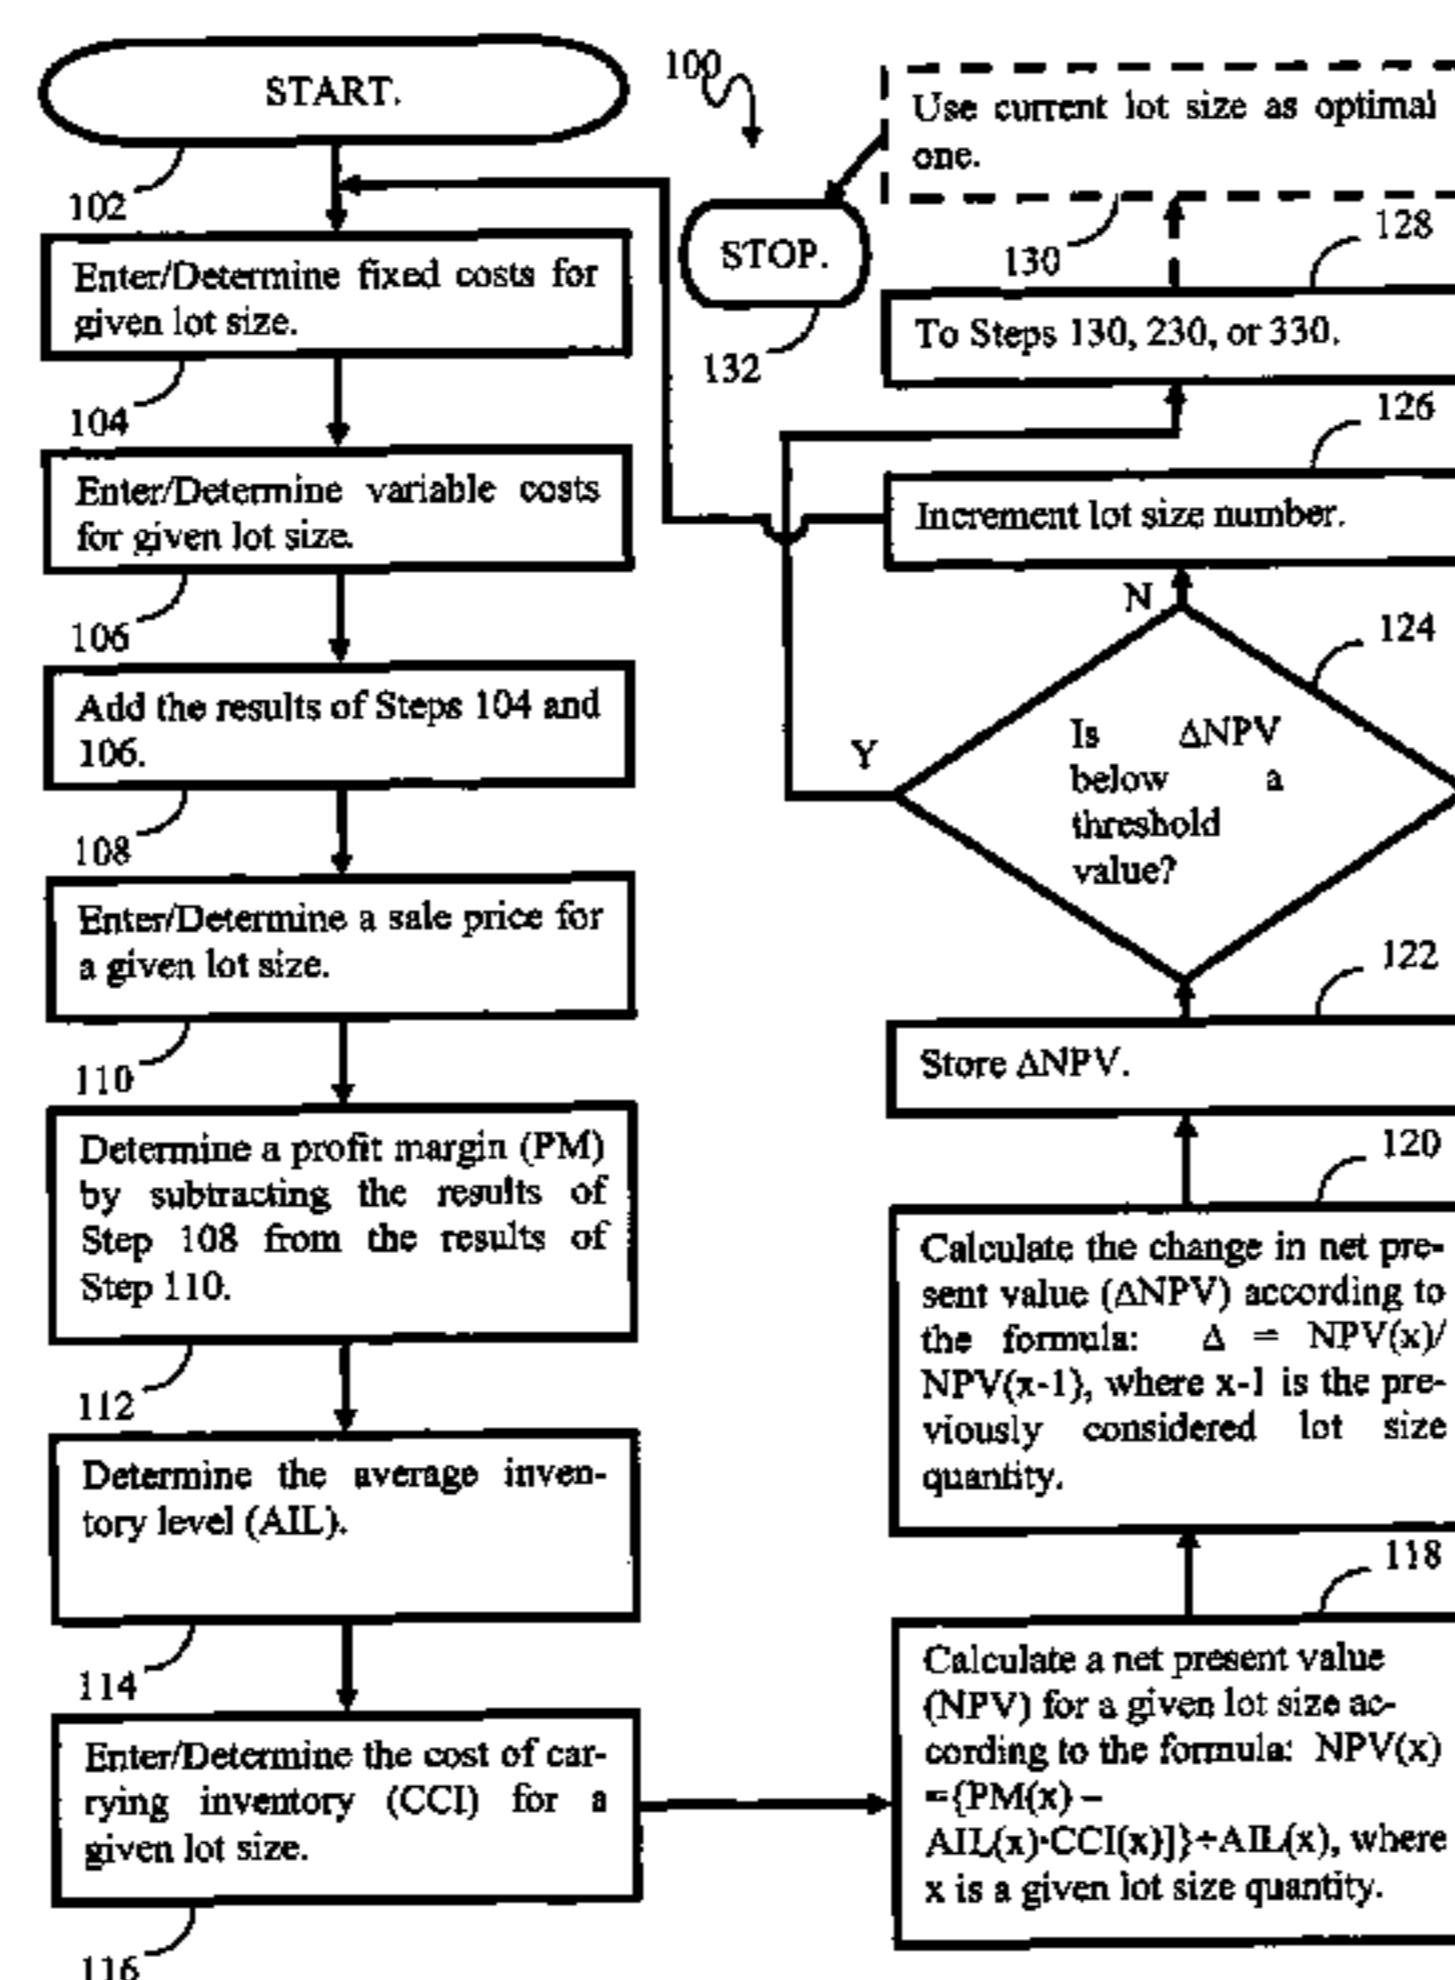 START.
102
Enter/Determine fixed costs for
given lot size.
104
Enter/Determine variable costs
for given lot size.
106
Add the results of Steps 104 and
106.
108
Enter/Determine a sale price for
a given lot size.
110
Determine a profit margin (PM)
by subtracting the results of
Step 108 from the results of
Step 110.
112
Determine the average inven-
tory level (AIL).
114
Enter/Determine the cost of car-
rying inventory (CCI) for a
given lot size.
116
100
Use current lot size as optimal
one.
130
STOP.
132
128
To Steps 130, 230, or 330.
126
Increment lot size number.
N
124
Y
Is ΔNPV
below a
threshold
value?
122
Store ΔNPV.
120
Calculate the change in net pre-
sent value (ΔNPV) according to
the formula: Δ = NPV(x)/
NPV(x-1), where x-1 is the pre-
viously considered lot size
quantity.
118
Calculate a net present value
(NPV) for a given lot size ac-
cording to the formula: NPV(x)
={PM(x) –
AIL(x)·CCI(x)]}÷AIL(x), where
x is a given lot size quantity.